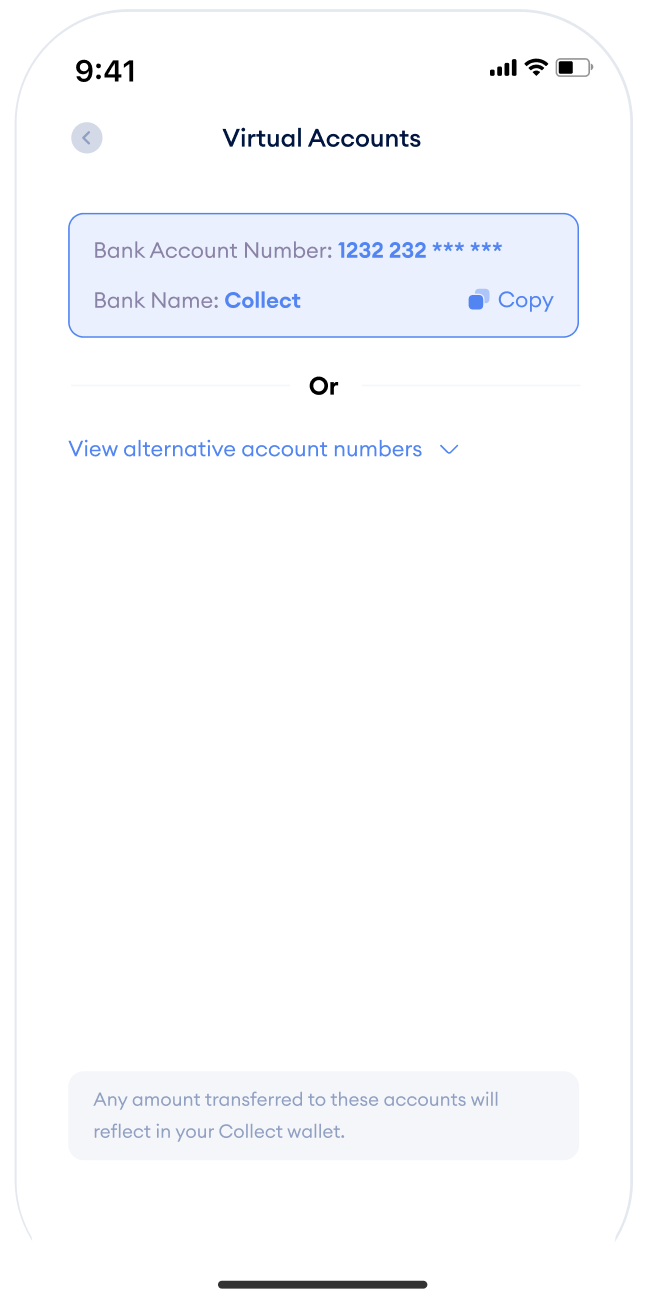 9:41
Virtual Accounts
Bank Account Number: 1232 232 *** ***
Bank Name: Collect
Copy
Or
View alternative account numbers
Any amount transferred to these accounts will
reflect in your Collect wallet.